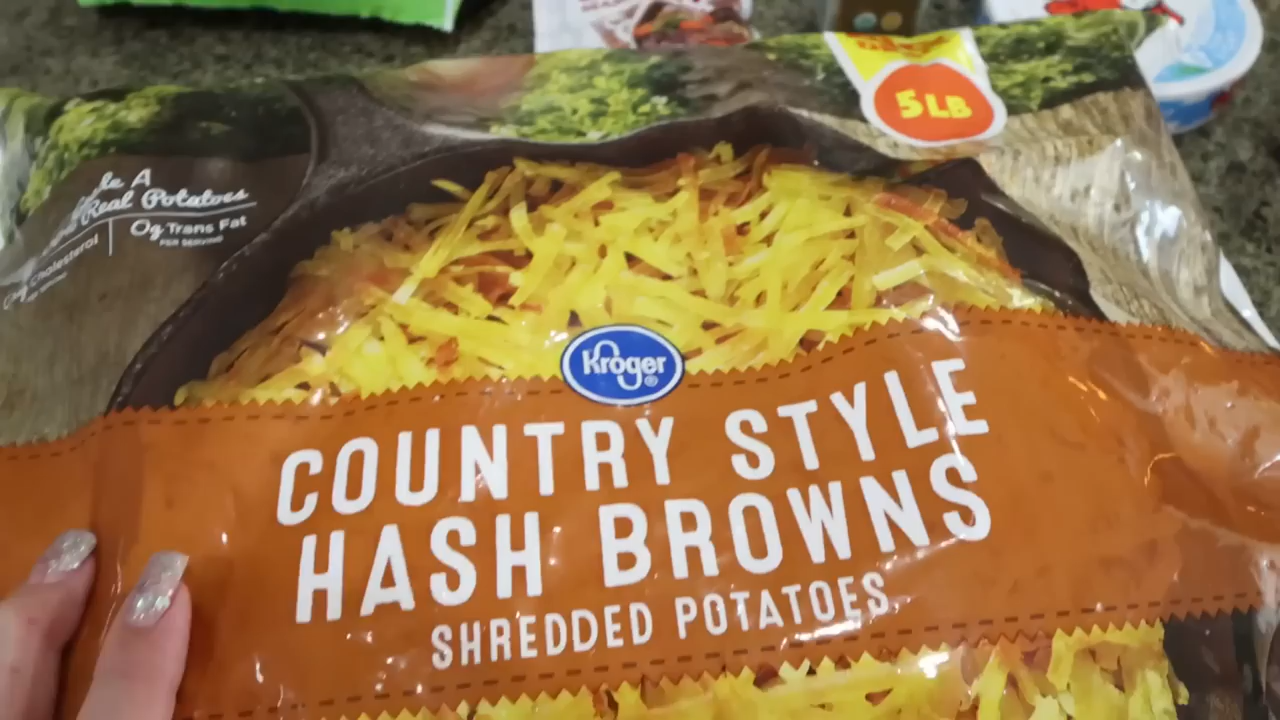 5 LB
le A
Real Potatoes
0g Trans Fat
PER SERVING
Cholesterol
Kroger®
COUNTRY STYLE
HASH BROWNS
SHREDDED POTATOES